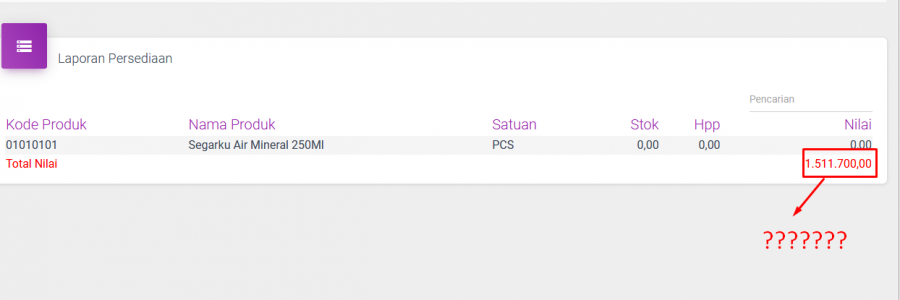 Laporan Persediaan
Pencarian
Kode Produk Nama Produk Satuan Stok Hpp Nilai
01010101 Segarku Air Mineral 250Ml PCS 0,00 0,00 0,00
Total Nilai 1.511.700,00
???????